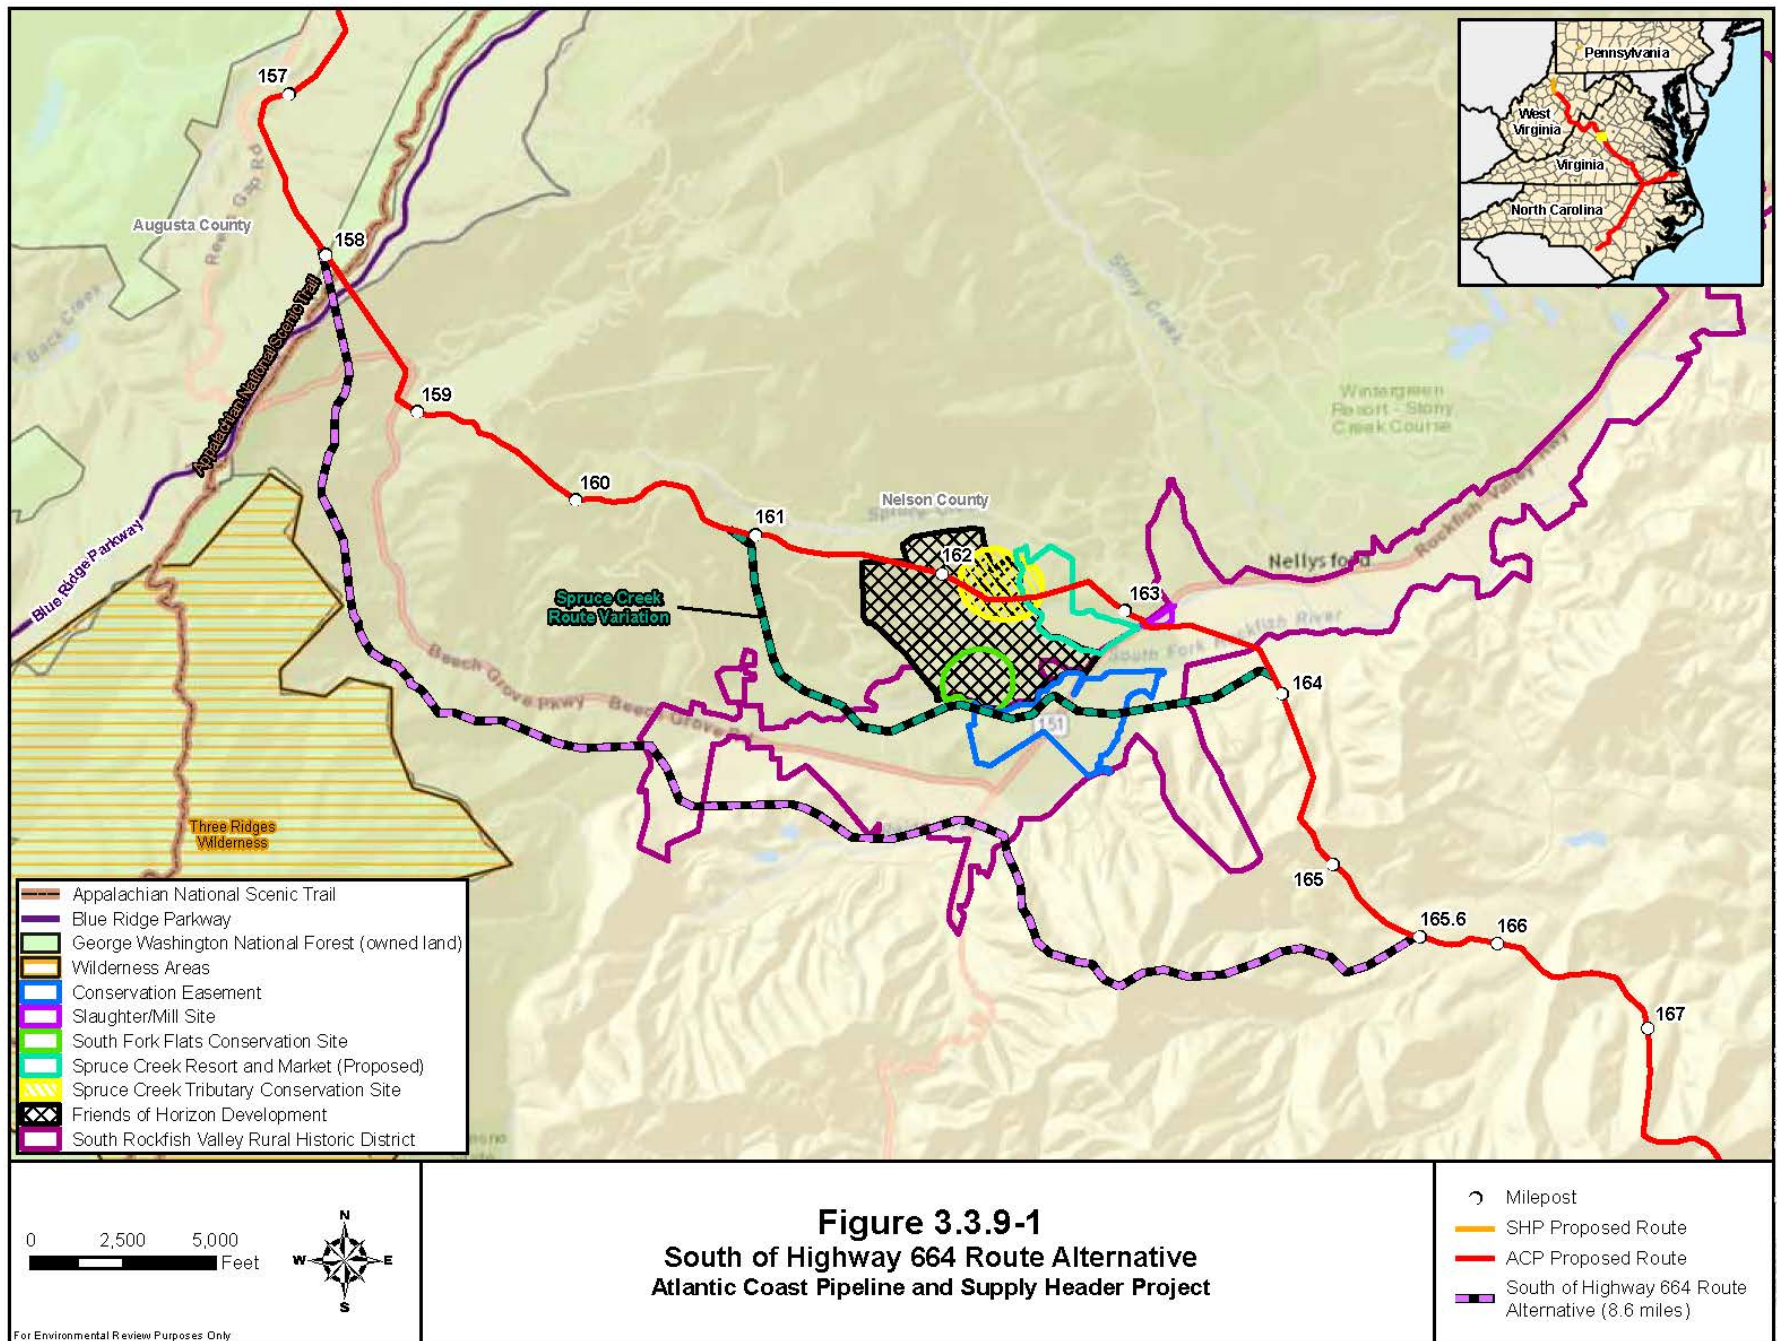 157
Reeds Gap Rd
Augusta County
158
Back Creek
Appalachian National Scenic Trail
Blue Ridge Parkway
159
160
161
Stony Creek
Wintergreen
Resort - Stony
Creek Course
Nelson County
162
Spruce Creek
Route Variation
163
Nellysford
Rockfish Valley Hwy
South Fork Rockfish River
Beech Grove Pkwy
Beech Grove Rd
151
164
Three Ridges
Wilderness
165
165.6
166
167
Pennsylvania
West
Virginia
Virginia
North Carolina
Appalachian National Scenic Trail
Blue Ridge Parkway
George Washington National Forest (owned land)
Wilderness Areas
Conservation Easement
Slaughter/Mill Site
South Fork Flats Conservation Site
Spruce Creek Resort and Market (Proposed)
Spruce Creek Tributary Conservation Site
Friends of Horizon Development
South Rockfish Valley Rural Historic District
0 2,500 5,000
Feet
N
W E
S
For Environmental Review Purposes Only
Figure 3.3.9-1
South of Highway 664 Route Alternative
Atlantic Coast Pipeline and Supply Header Project
Milepost
SHP Proposed Route
ACP Proposed Route
South of Highway 664 Route
Alternative (8.6 miles)